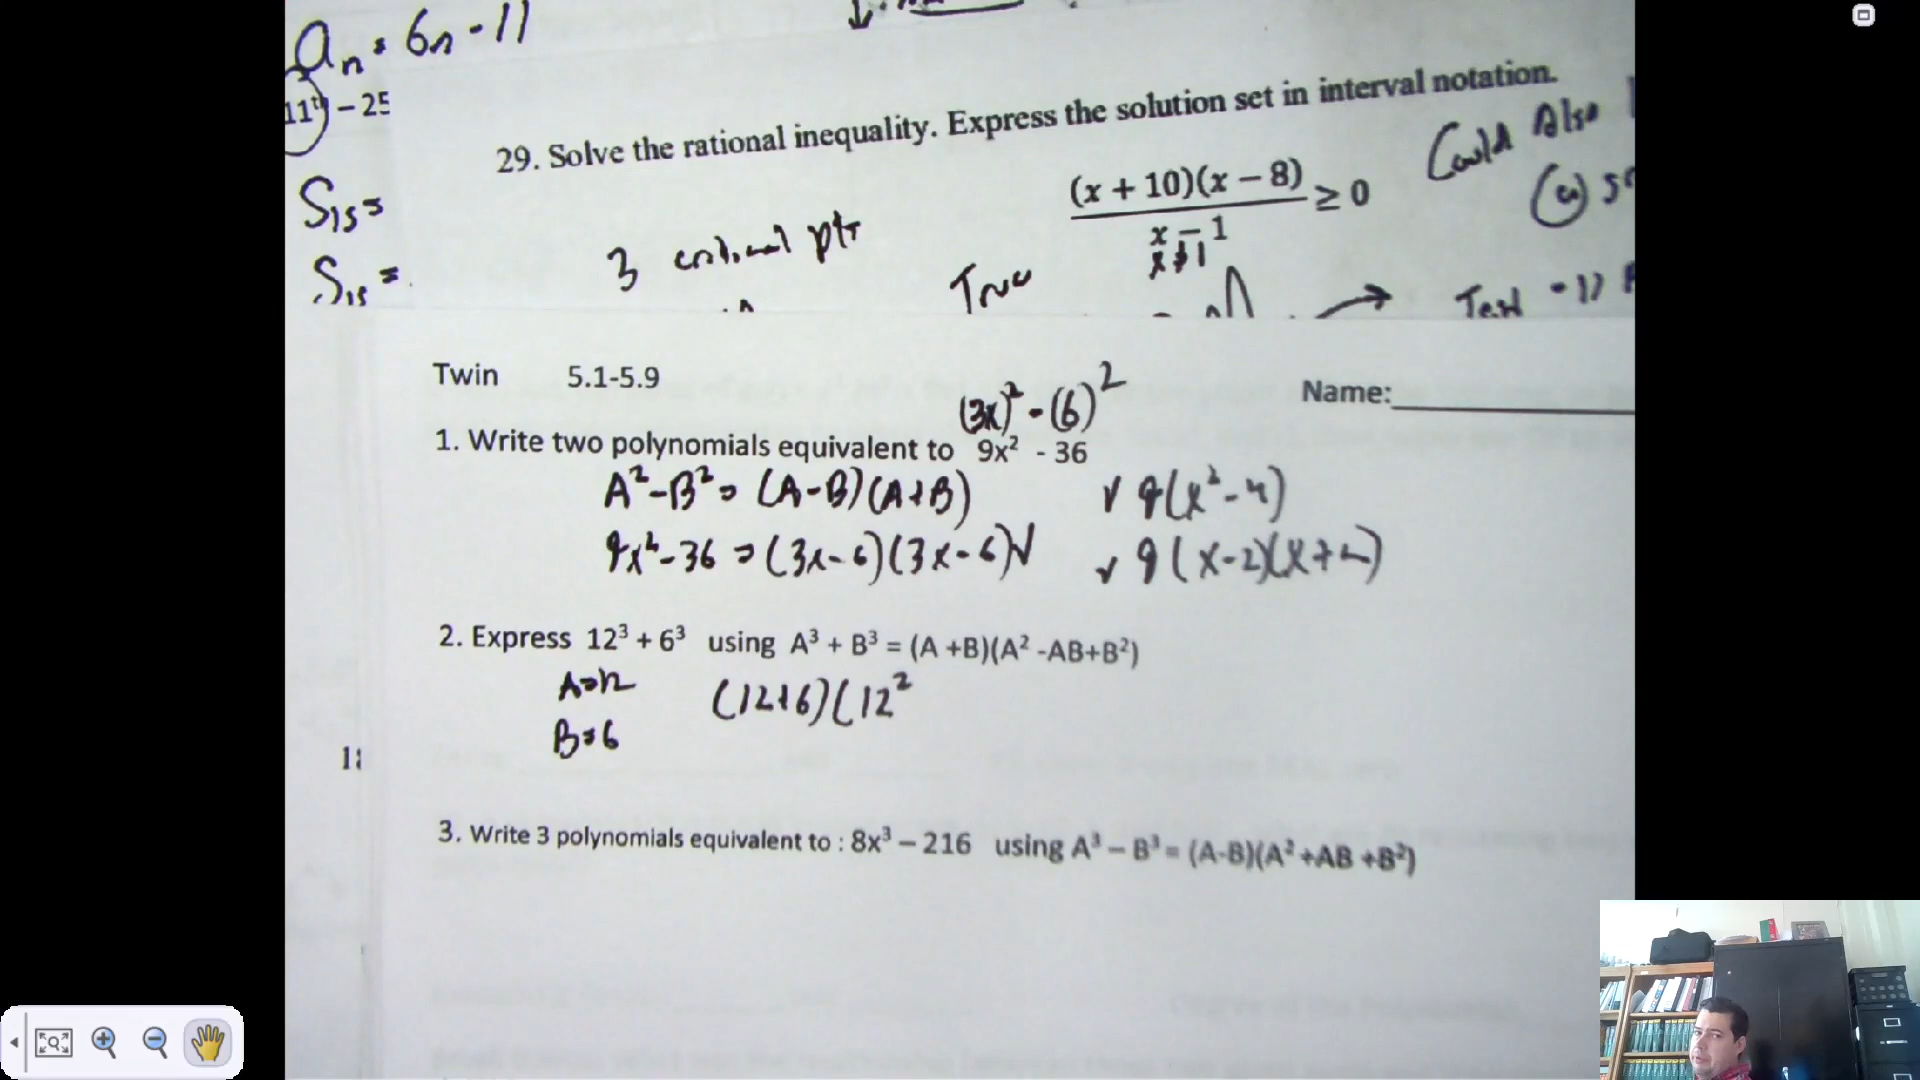 an = 6n - 11
11th – 25
S15 =
S15 =
29. Solve the rational inequality. Express the solution set in interval notation.
(x + 10)(x – 8)
≥ 0
x – 1
x ≠ 1
Could Also
3 critical pts
True
Test -11
Twin 5.1-5.9
Name:
(3x)² - (6)²
1. Write two polynomials equivalent to 9x² - 36
A² - B² = (A - B)(A + B)
✓ 9(x² - 4)
9x² - 36 = (3x - 6)(3x - 6) ✓
✓ 9(x - 2)(x + 2)
2. Express 12³ + 6³ using A³ + B³ = (A +B)(A² -AB+B²)
A = 12
(12+6)(12²
B = 6
3. Write 3 polynomials equivalent to : 8x³ – 216 using A³ – B³ = (A-B)(A² +AB +B²)